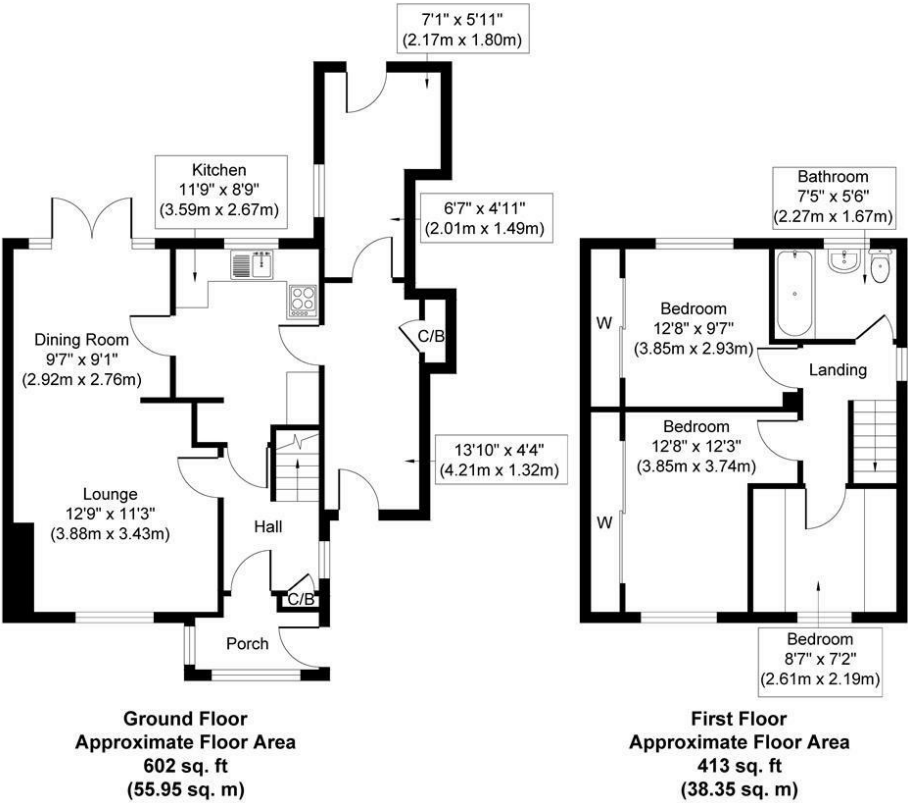 7'1" x 5'11"
(2.17m x 1.80m)
Kitchen
11'9" x 8'9"
(3.59m x 2.67m)
6'7" x 4'11"
(2.01m x 1.49m)
Dining Room
9'7" x 9'1"
(2.92m x 2.76m)
C/B
13'10" x 4'4"
(4.21m x 1.32m)
Lounge
12'9" x 11'3"
(3.88m x 3.43m)
Hall
C/B
Porch
Ground Floor
Approximate Floor Area
602 sq. ft
(55.95 sq. m)
Bathroom
7'5" x 5'6"
(2.27m x 1.67m)
W
Bedroom
12'8" x 9'7"
(3.85m x 2.93m)
Landing
Bedroom
12'8" x 12'3"
(3.85m x 3.74m)
W
Bedroom
8'7" x 7'2"
(2.61m x 2.19m)
First Floor
Approximate Floor Area
413 sq. ft
(38.35 sq. m)